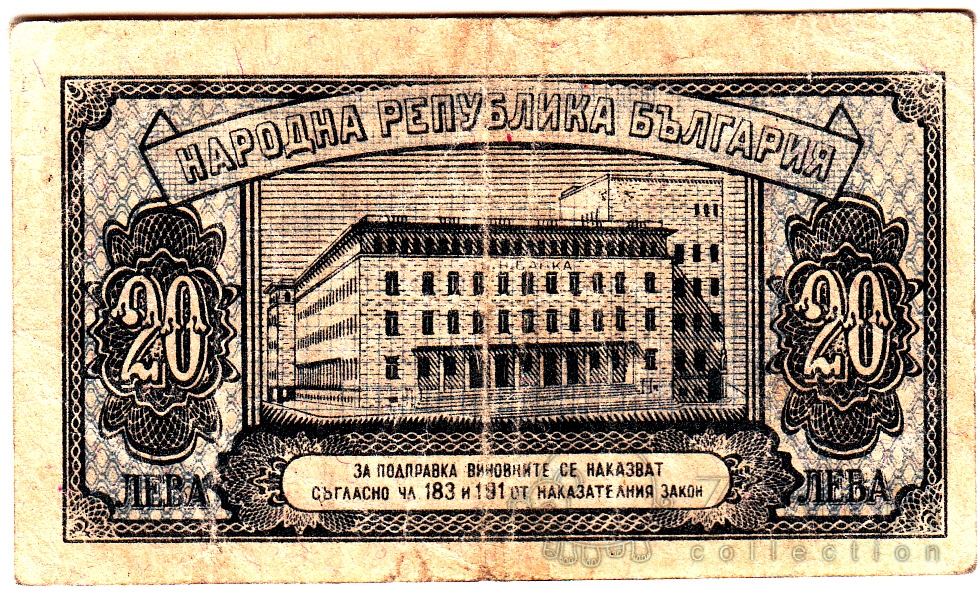 НАРОДНА РЕПУБЛИКА БЪЛГАРИЯ
БАНКА
20 20
ЛЕВА ЛЕВА
ЗА ПОДПРАВКА ВИНОВНИТЕ СЕ НАКАЗВАТ
СЪГЛАСНО ЧЛ. 183 И 191 ОТ НАКАЗАТЕЛНИЯ ЗАКОН
collection